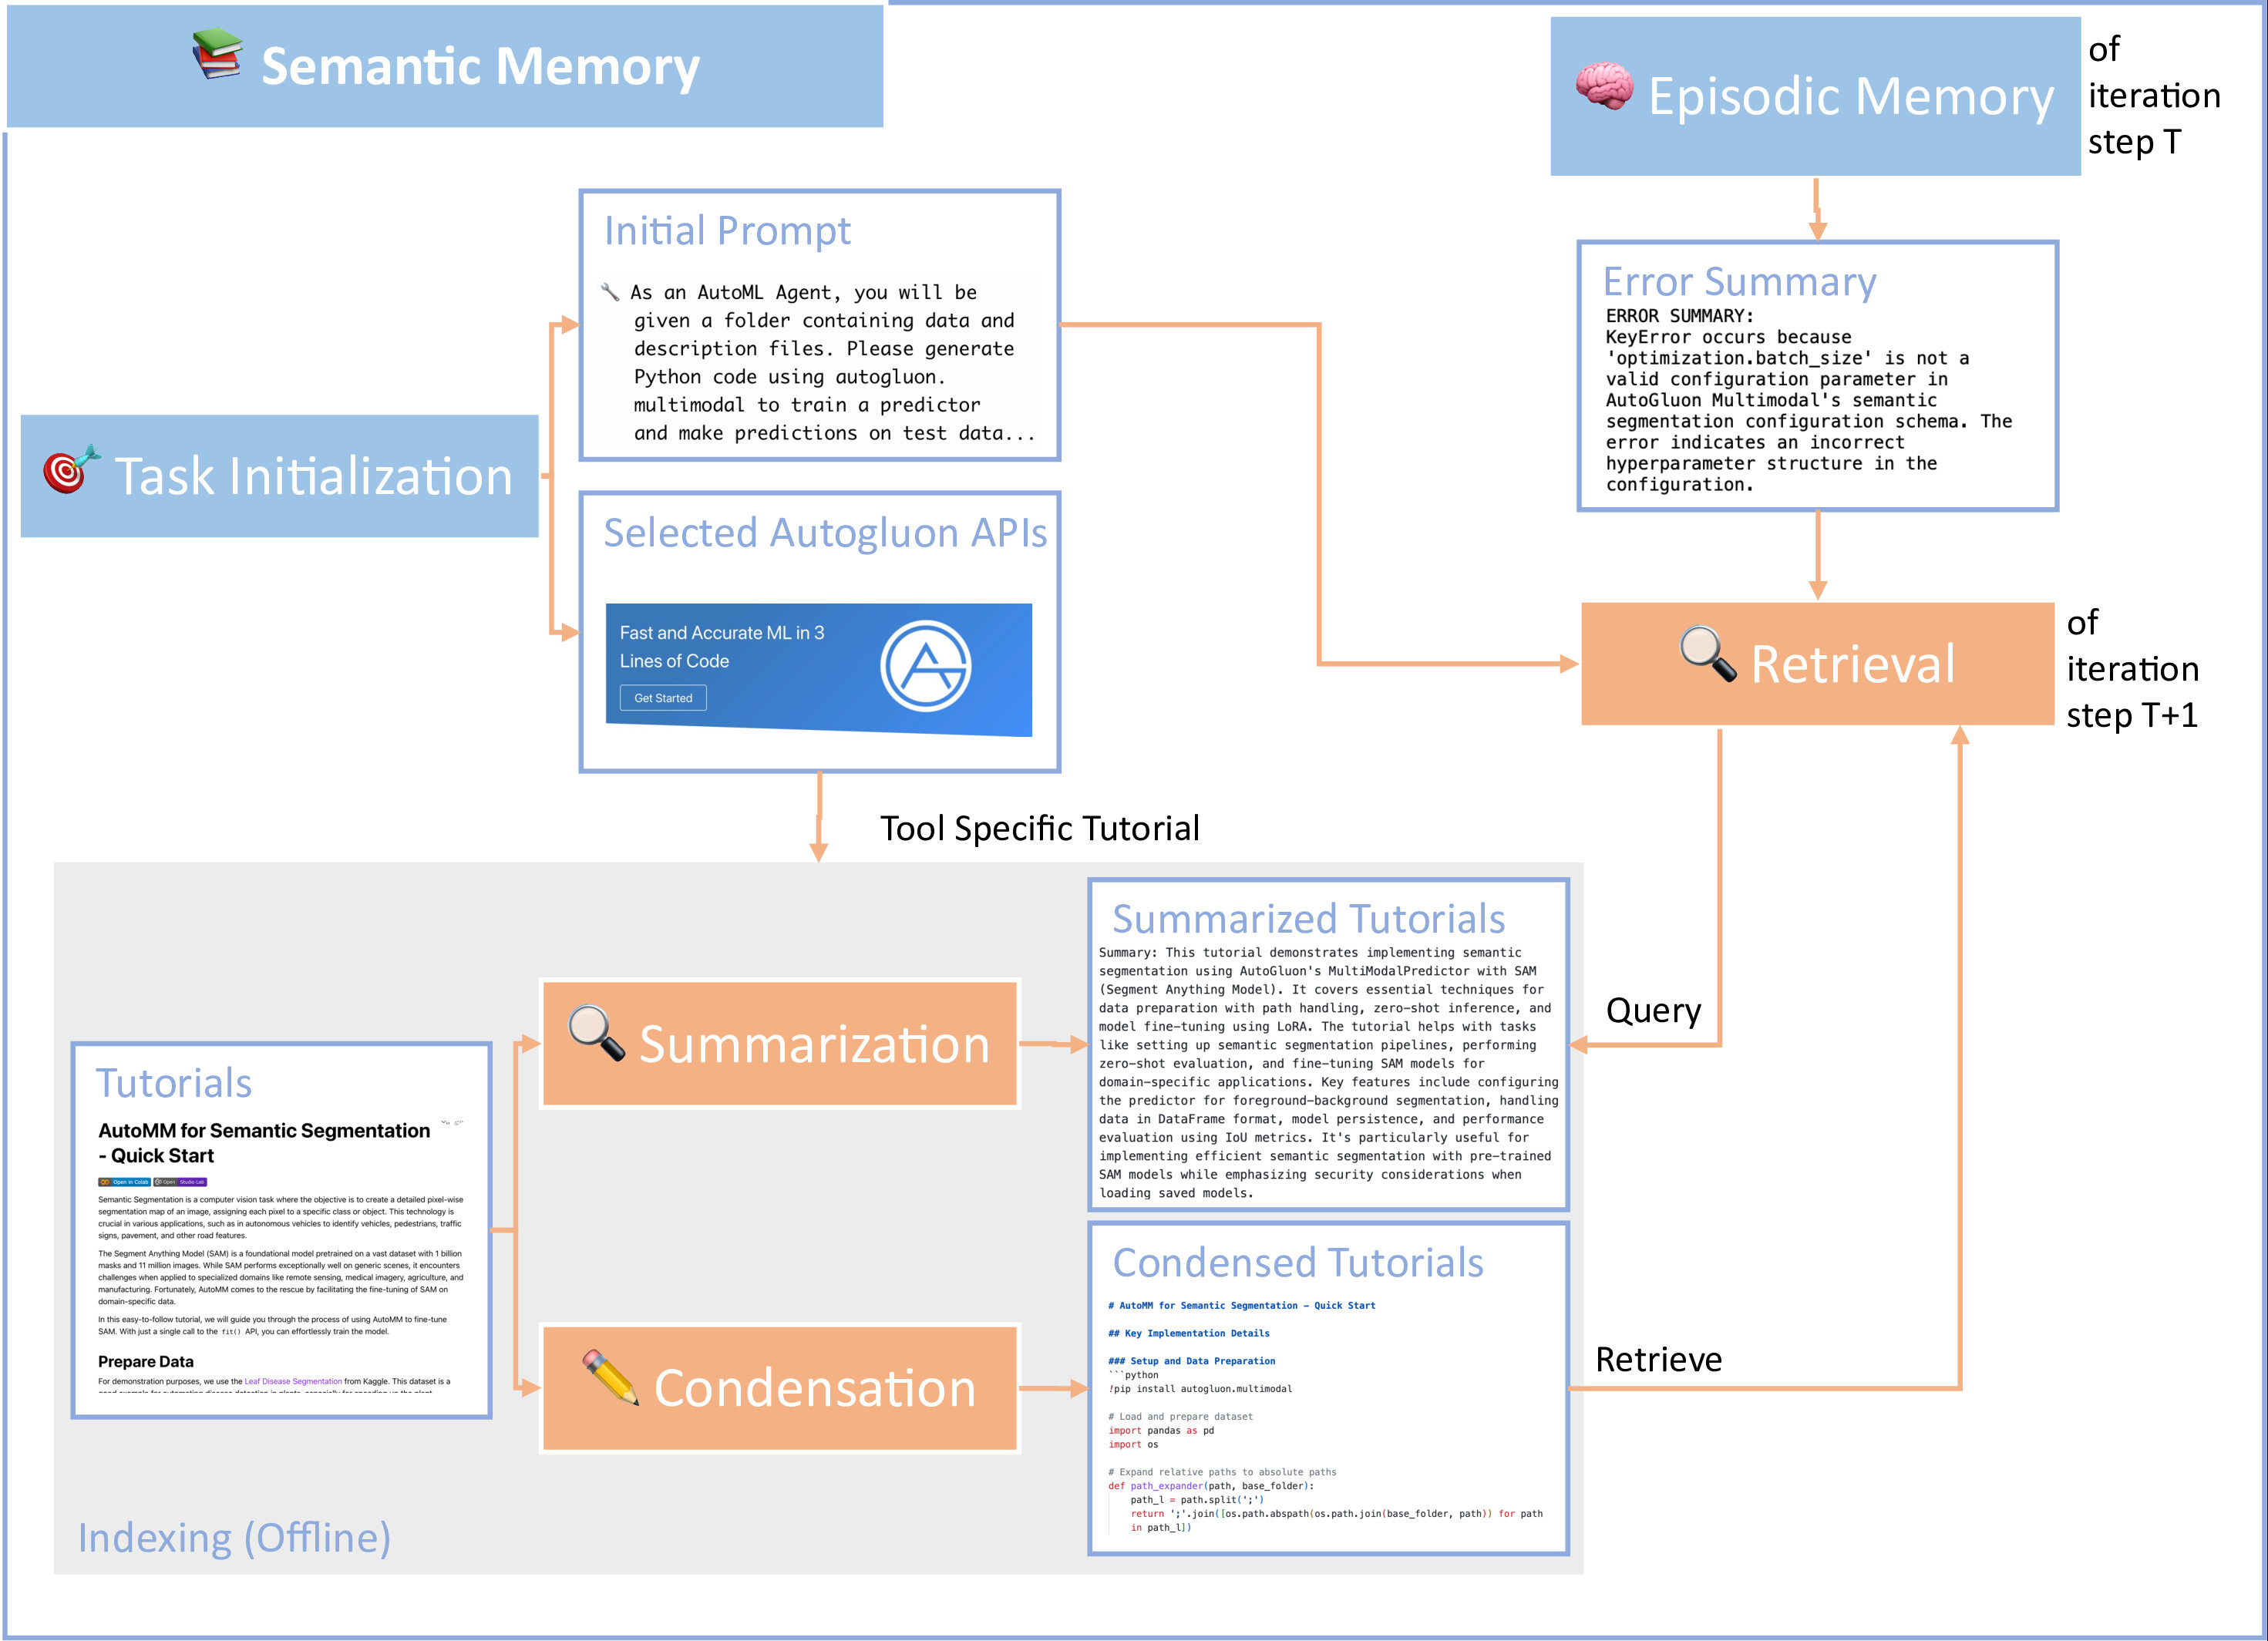 Semantic Memory
Episodic Memory
of
iteration
step T
Initial Prompt
As an AutoML Agent, you will be
given a folder containing data and
description files. Please generate
Python code using autogluon.
multimodal to train a predictor
and make predictions on test data...
Error Summary
ERROR SUMMARY:
KeyError occurs because
'optimization.batch_size' is not a
valid configuration parameter in
AutoGluon Multimodal's semantic
segmentation configuration schema. The
error indicates an incorrect
hyperparameter structure in the
configuration.
Task Initialization
Selected Autogluon APIs
Fast and Accurate ML in 3
Lines of Code
Get Started
Retrieval
of
iteration
step T+1
Tool Specific Tutorial
Summarized Tutorials
Summary: This tutorial demonstrates implementing semantic
segmentation using AutoGluon's MultiModalPredictor with SAM
(Segment Anything Model). It covers essential techniques for
data preparation with path handling, zero-shot inference, and
model fine-tuning using LoRA. The tutorial helps with tasks
like setting up semantic segmentation pipelines, performing
zero-shot evaluation, and fine-tuning SAM models for
domain-specific applications. Key features include configuring
the predictor for foreground-background segmentation, handling
data in DataFrame format, model persistence, and performance
evaluation using IoU metrics. It's particularly useful for
implementing efficient semantic segmentation with pre-trained
SAM models while emphasizing security considerations when
loading saved models.
Query
Summarization
Tutorials
AutoMM for Semantic Segmentation
- Quick Start
Open in Colab
Open Studio Lab
Semantic Segmentation is a computer vision task where the objective is to create a detailed pixel-wise
segmentation map of an image, assigning each pixel to a specific class or object. This technology is
crucial in various applications, such as in autonomous vehicles to identify vehicles, pedestrians, traffic
signs, pavement, and other road features.
The Segment Anything Model (SAM) is a foundational model pretrained on a vast dataset with 1 billion
masks and 11 million images. While SAM performs exceptionally well on generic scenes, it encounters
challenges when applied to specialized domains like remote sensing, medical imagery, agriculture, and
manufacturing. Fortunately, AutoMM comes to the rescue by facilitating the fine-tuning of SAM on
domain-specific data.
In this easy-to-follow tutorial, we will guide you through the process of using AutoMM to fine-tune
SAM. With just a single call to the fit() API, you can effortlessly train the model.
Prepare Data
For demonstration purposes, we use the Leaf Disease Segmentation from Kaggle. This dataset is a
Condensation
Condensed Tutorials
# AutoMM for Semantic Segmentation - Quick Start
## Key Implementation Details
### Setup and Data Preparation
```python
!pip install autogluon.multimodal
# Load and prepare dataset
import pandas as pd
import os
# Expand relative paths to absolute paths
def path_expander(path, base_folder):
path_l = path.split(';')
return ';'.join([os.path.abspath(os.path.join(base_folder, path)) for path
in path_l])
Retrieve
Indexing (Offline)